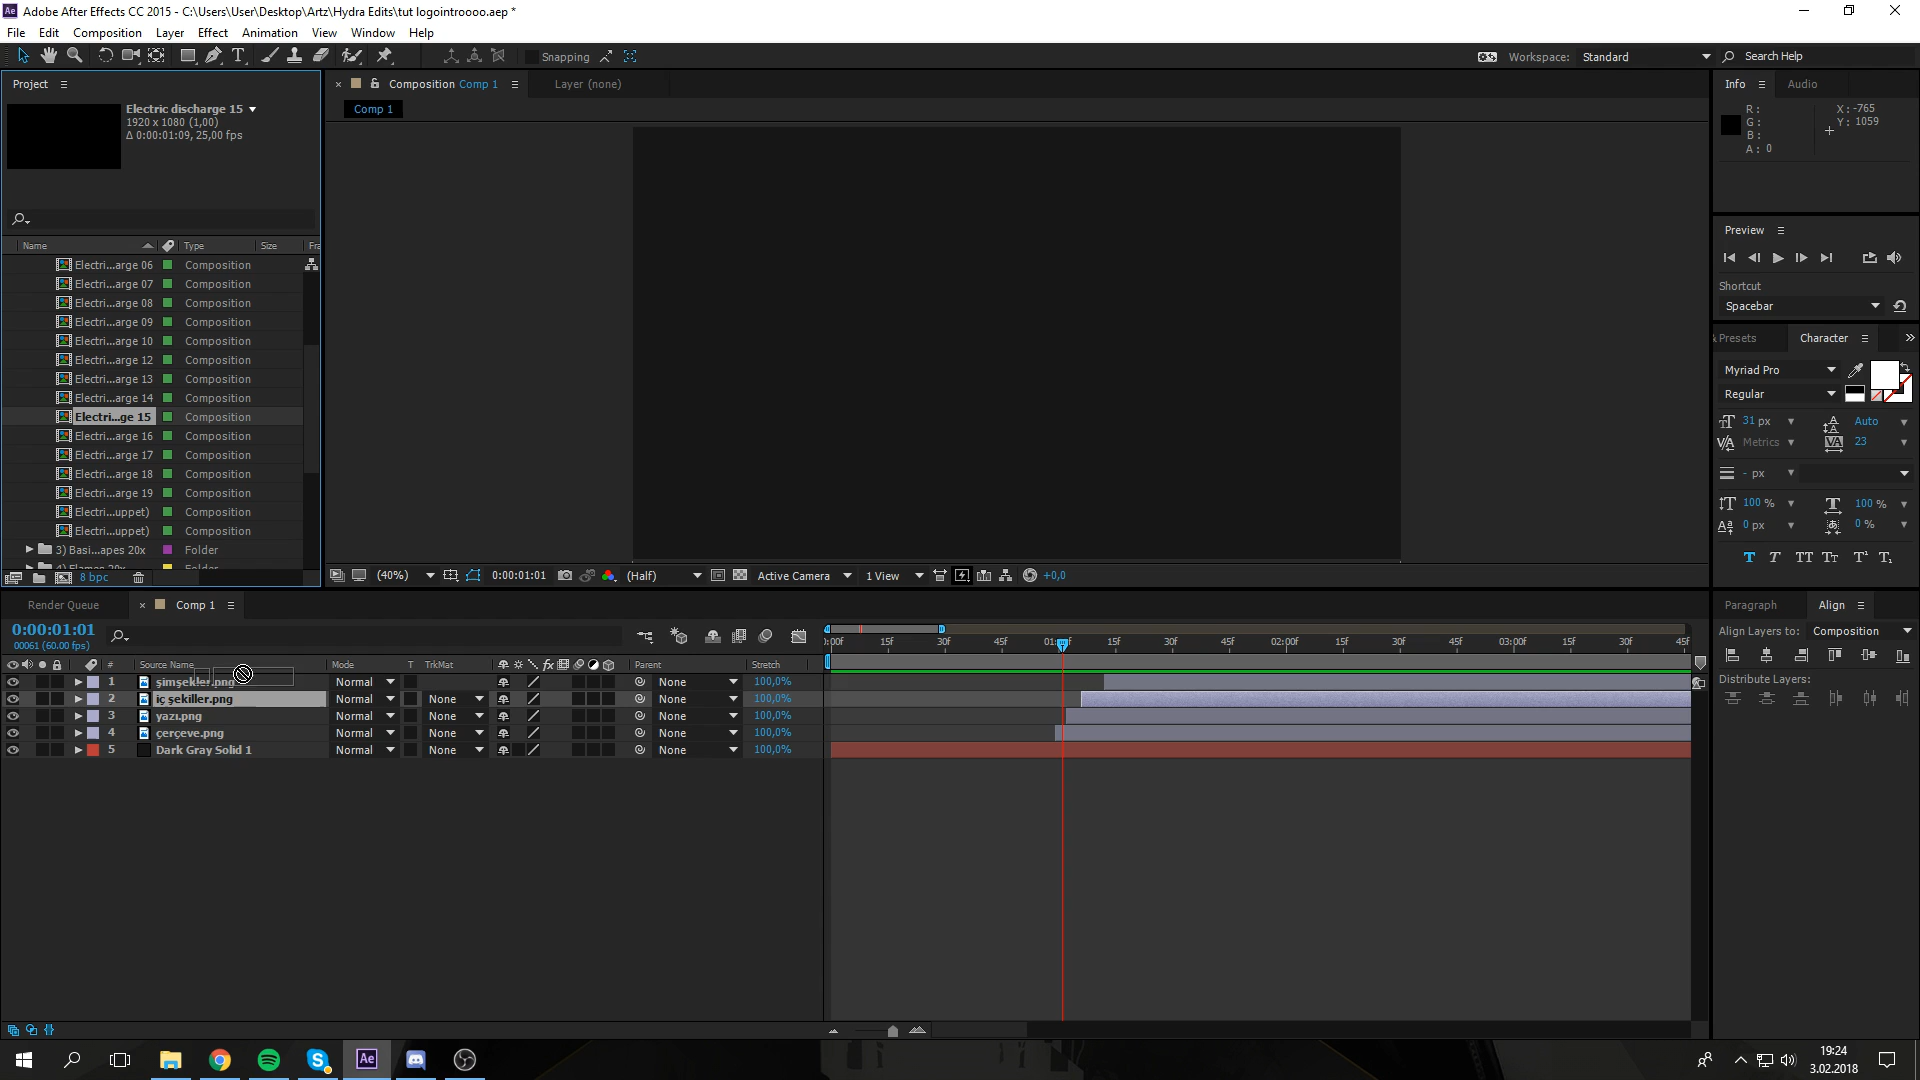 Ae Adobe After Effects CC 2015 - C:\Users\User\Desktop\Artz\Hydra Edits\tut logointroooo.aep *
File Edit Composition Layer Effect Animation View Window Help
Snapping
Workspace: Standard
Search Help
Project
Electric discharge 15
1920 x 1080 (1,00)
Δ 0:00:01:09, 25,00 fps
Name Type Size Fra
Electri...arge 06 Composition
Electri...arge 07 Composition
Electri...arge 08 Composition
Electri...arge 09 Composition
Electri...arge 10 Composition
Electri...arge 12 Composition
Electri...arge 13 Composition
Electri...arge 14 Composition
Electri...ge 15 Composition
Electri...arge 16 Composition
Electri...arge 17 Composition
Electri...arge 18 Composition
Electri...arge 19 Composition
Electri...uppet) Composition
Electri...uppet) Composition
3) Basi...apes 20x Folder
4) Flames 20x Folder
8 bpc
Composition Comp 1
Layer (none)
Comp 1
(40%) 0:00:01:01 (Half) Active Camera 1 View +0,0
Info Audio
R: X: -765
G: Y: 1059
B:
A: 0
Preview
Shortcut
Spacebar
& Presets Character
Myriad Pro
Regular
31 px Auto
Metrics 23
- px
100 % 100 %
0 px 0 %
T T TT Tт T¹ T₁
Render Queue Comp 1
0:00:01:01
00061 (60.00 fps)
# Source Name Mode T TrkMat Parent Stretch
1 şimşekler.png Normal None 100,0%
2 iç şekiller.png Normal None None 100,0%
3 yazı.png Normal None None 100,0%
4 çerçeve.png Normal None None 100,0%
5 Dark Gray Solid 1 Normal None None 100,0%
):00f 15f 30f 45f 01:00f 15f 30f 45f 02:00f 15f 30f 45f 03:00f 15f 30f 45f
Paragraph Align
Align Layers to: Composition
Distribute Layers:
Ae
19:24
3.02.2018